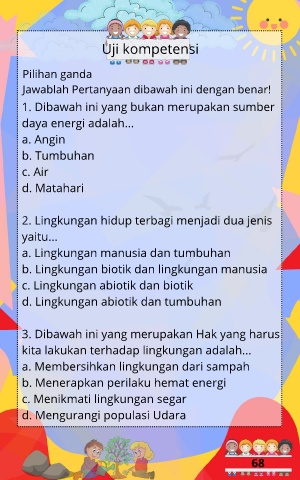 Uji kompetensi
Pilihan ganda
Jawablah Pertanyaan dibawah ini dengan benar!
1. Dibawah ini yang bukan merupakan sumber
daya energi adalah...
a. Angin
b. Tumbuhan
c. Air
d. Matahari
2. Lingkungan hidup terbagi menjadi dua jenis
yaitu...
a. Lingkungan manusia dan tumbuhan
b. Lingkungan biotik dan lingkungan manusia
c. Lingkungan abiotik dan biotik
d. Lingkungan abiotik dan tumbuhan
3. Dibawah ini yang merupakan Hak yang harus
kita lakukan terhadap lingkungan adalah...
a. Membersihkan lingkungan dari sampah
b. Menerapkan perilaku hemat energi
c. Menikmati lingkungan segar
d. Mengurangi populasi Udara
68